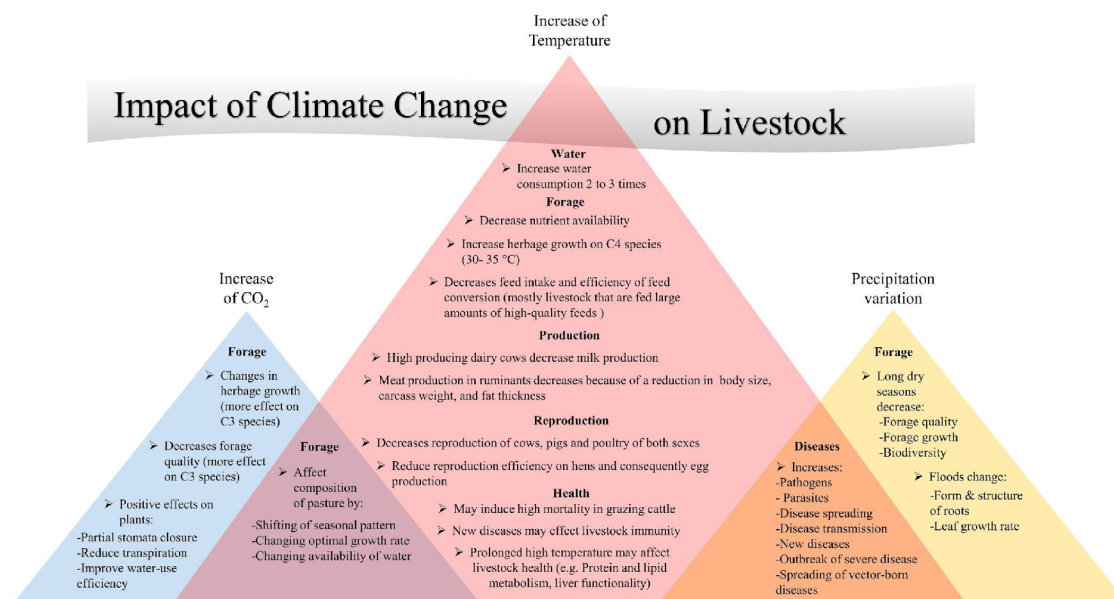 Increase of
Temperature
Impact of Climate Change
on Livestock
Water
➢ Increase water
consumption 2 to 3 times
Forage
➢ Decrease nutrient availability
➢ Increase herbage growth on C4 species
(30- 35 °C)
➢ Decreases feed intake and efficiency of feed
conversion (mostly livestock that are fed large
amounts of high-quality feeds )
Production
➢ High producing dairy cows decrease milk production
➢ Meat production in ruminants decreases because of a reduction in body size,
carcass weight, and fat thickness
Reproduction
➢ Decreases reproduction of cows, pigs and poultry of both sexes
➢ Reduce reproduction efficiency on hens and consequently egg
production
Health
➢ May induce high mortality in grazing cattle
➢ New diseases may effect livestock immunity
➢ Prolonged high temperature may affect
livestock health (e.g. Protein and lipid
metabolism, liver functionality)
Increase
of CO₂
Forage
➢ Changes in
herbage growth
(more effect on
C3 species)
➢ Decreases forage
quality (more effect
on C3 species)
➢ Positive effects on
plants:
-Partial stomata closure
-Reduce transpiration
-Improve water-use
efficiency
Forage
➢ Affect
composition
of pasture by:
-Shifting of seasonal pattern
-Changing optimal growth rate
-Changing availability of water
Precipitation
variation
Forage
➢ Long dry
seasons
decrease:
-Forage quality
-Forage growth
-Biodiversity
➢ Floods change:
-Form & structure
of roots
-Leaf growth rate
Diseases
➢ Increases:
-Pathogens
- Parasites
-Disease spreading
-Disease transmission
-New diseases
-Outbreak of severe disease
-Spreading of vector-born
diseases